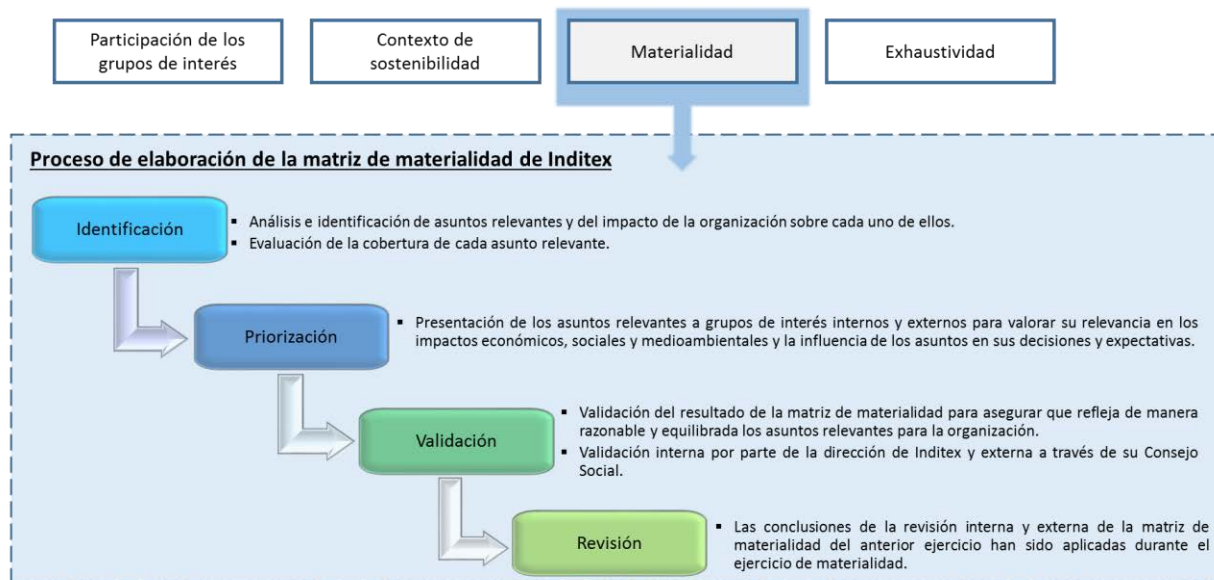 Participación de los
grupos de interés
Contexto de
sostenibilidad
Materialidad
Exhaustividad
Proceso de elaboración de la matriz de materialidad de Inditex
Identificación
▪ Análisis e identificación de asuntos relevantes y del impacto de la organización sobre cada uno de ellos.
▪ Evaluación de la cobertura de cada asunto relevante.
Priorización
▪ Presentación de los asuntos relevantes a grupos de interés internos y externos para valorar su relevancia en los
impactos económicos, sociales y medioambientales y la influencia de los asuntos en sus decisiones y expectativas.
Validación
▪ Validación del resultado de la matriz de materialidad para asegurar que refleja de manera
razonable y equilibrada los asuntos relevantes para la organización.
▪ Validación interna por parte de la dirección de Inditex y externa a través de su Consejo
Social.
Revisión
▪ Las conclusiones de la revisión interna y externa de la matriz de
materialidad del anterior ejercicio han sido aplicadas durante el
ejercicio de materialidad.